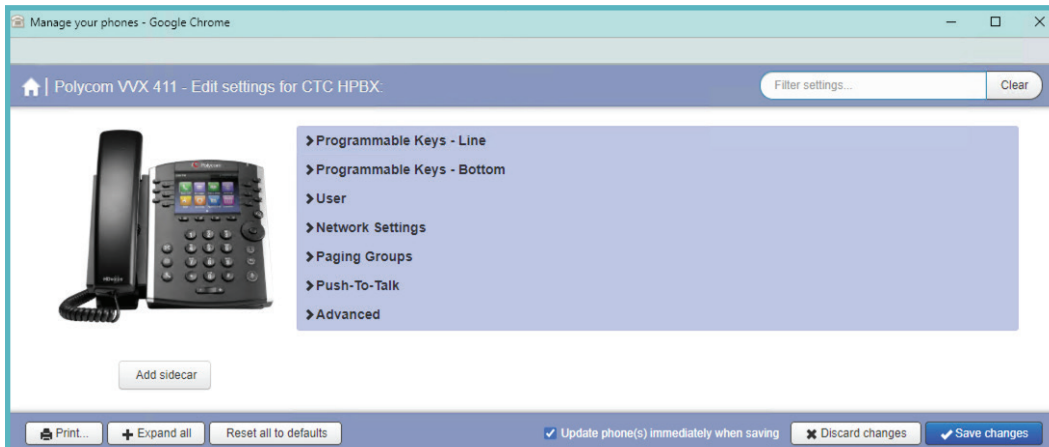 Manage your phones - Google Chrome
Polycom VVX 411 - Edit settings for CTC HPBX:
Filter settings...
Clear
Polycom
Programmable Keys - Line
Programmable Keys - Bottom
User
Network Settings
Paging Groups
Push-To-Talk
Advanced
Add sidecar
Print...
Expand all
Reset all to defaults
Update phone(s) immediately when saving
Discard changes
Save changes